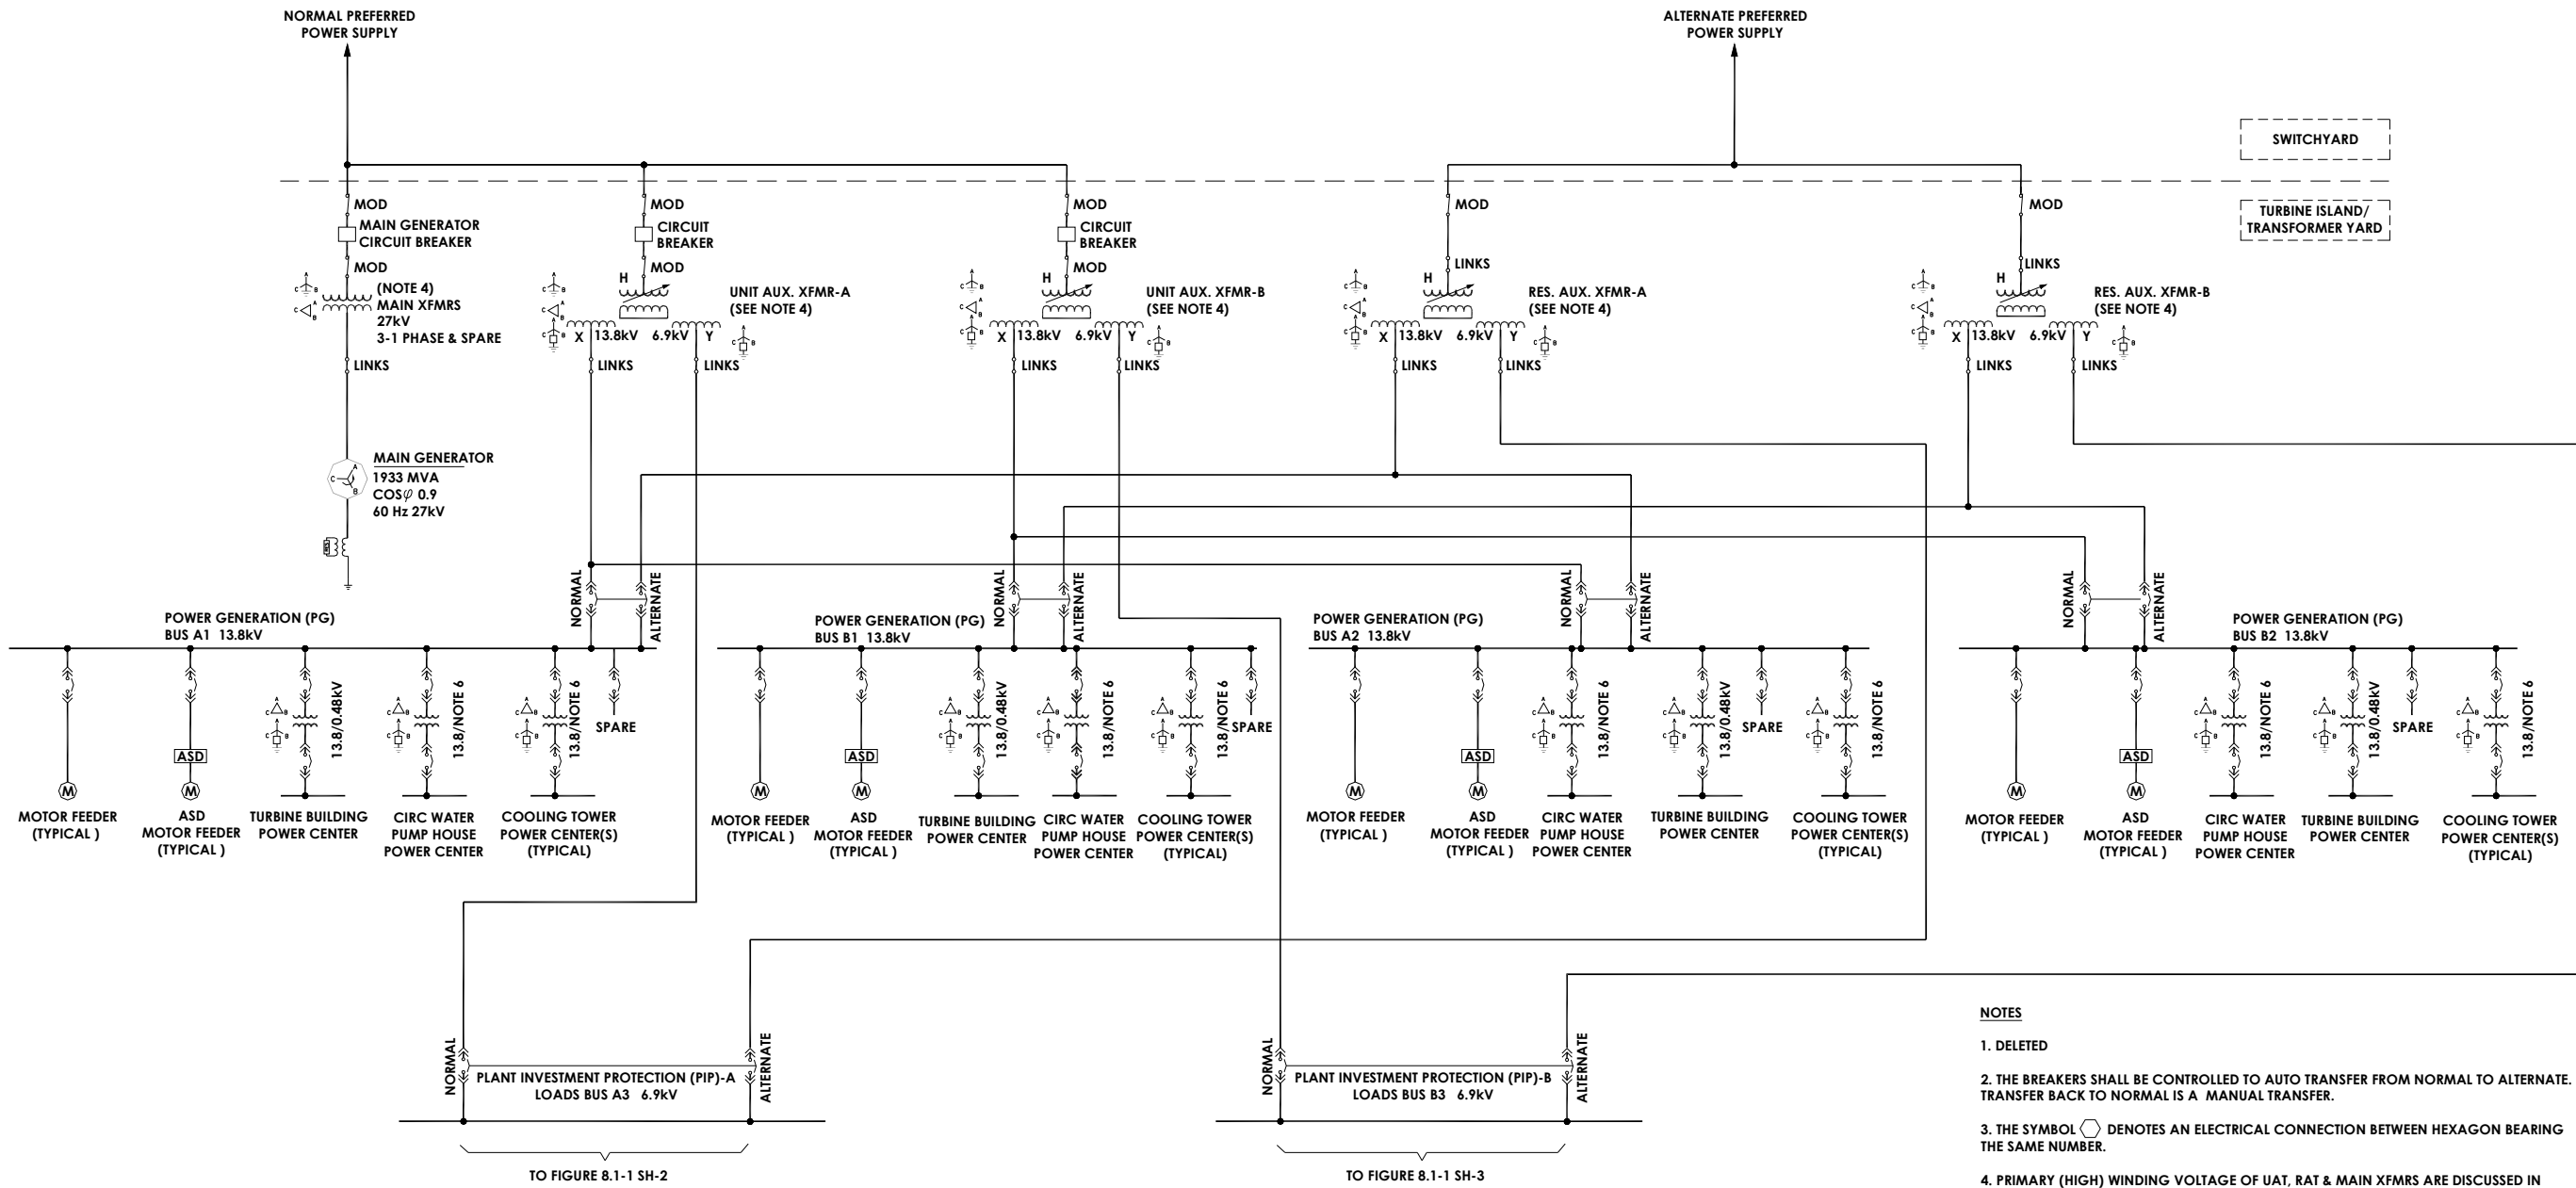 NORMAL PREFERRED
POWER SUPPLY
ALTERNATE PREFERRED
POWER SUPPLY
SWITCHYARD
TURBINE ISLAND/
TRANSFORMER YARD
MOD
MAIN GENERATOR
CIRCUIT BREAKER
MOD
(NOTE 4)
MAIN XFMRS
27kV
3-1 PHASE & SPARE
LINKS
A
C B
A
C B
MOD
CIRCUIT
BREAKER
MOD
H
UNIT AUX. XFMR-A
(SEE NOTE 4)
X 13.8kV 6.9kV Y
LINKS
LINKS
A
C B
A
C B
C B
A
C B
MOD
CIRCUIT
BREAKER
MOD
H
UNIT AUX. XFMR-B
(SEE NOTE 4)
X 13.8kV 6.9kV Y
LINKS
LINKS
A
C B
A
C B
C B
A
C B
MOD
LINKS
H
RES. AUX. XFMR-A
(SEE NOTE 4)
X 13.8kV 6.9kV Y
LINKS
LINKS
A
C B
A
C B
C B
A
C B
MOD
LINKS
H
RES. AUX. XFMR-B
(SEE NOTE 4)
X 13.8kV 6.9kV Y
LINKS
LINKS
A
C B
A
C B
C B
A
C B
MAIN GENERATOR
1933 MVA
COSφ 0.9
60 Hz 27kV
A
C
B
NORMAL
ALTERNATE
POWER GENERATION (PG)
BUS A1 13.8kV
NORMAL
ALTERNATE
POWER GENERATION (PG)
BUS B1 13.8kV
NORMAL
ALTERNATE
POWER GENERATION (PG)
BUS A2 13.8kV
NORMAL
ALTERNATE
POWER GENERATION (PG)
BUS B2 13.8kV
M
MOTOR FEEDER
(TYPICAL )
ASD
M
ASD
MOTOR FEEDER
(TYPICAL )
A
C B
A
C B
13.8/0.48kV
TURBINE BUILDING
POWER CENTER
A
C B
A
C B
13.8/NOTE 6
CIRC WATER
PUMP HOUSE
POWER CENTER
A
C B
A
C B
13.8/NOTE 6
COOLING TOWER
POWER CENTER(S)
(TYPICAL)
SPARE
M
MOTOR FEEDER
(TYPICAL )
ASD
M
ASD
MOTOR FEEDER
(TYPICAL )
A
C B
A
C B
13.8/0.48kV
TURBINE BUILDING
POWER CENTER
A
C B
A
C B
13.8/NOTE 6
CIRC WATER
PUMP HOUSE
POWER CENTER
A
C B
A
C B
13.8/NOTE 6
COOLING TOWER
POWER CENTER(S)
(TYPICAL)
SPARE
M
MOTOR FEEDER
(TYPICAL )
ASD
M
ASD
MOTOR FEEDER
(TYPICAL )
A
C B
A
C B
13.8/NOTE 6
CIRC WATER
PUMP HOUSE
POWER CENTER
A
C B
A
C B
13.8/0.48kV
TURBINE BUILDING
POWER CENTER
SPARE
A
C B
A
C B
13.8/NOTE 6
COOLING TOWER
POWER CENTER(S)
(TYPICAL)
M
MOTOR FEEDER
(TYPICAL )
ASD
M
ASD
MOTOR FEEDER
(TYPICAL )
A
C B
A
C B
13.8/NOTE 6
CIRC WATER
PUMP HOUSE
POWER CENTER
A
C B
A
C B
13.8/0.48kV
TURBINE BUILDING
POWER CENTER
SPARE
A
C B
A
C B
13.8/NOTE 6
COOLING TOWER
POWER CENTER(S)
(TYPICAL)
NORMAL
ALTERNATE
PLANT INVESTMENT PROTECTION (PIP)-A
LOADS BUS A3 6.9kV
TO FIGURE 8.1-1 SH-2
NORMAL
ALTERNATE
PLANT INVESTMENT PROTECTION (PIP)-B
LOADS BUS B3 6.9kV
TO FIGURE 8.1-1 SH-3
NOTES
1. DELETED
2. THE BREAKERS SHALL BE CONTROLLED TO AUTO TRANSFER FROM NORMAL TO ALTERNATE.
TRANSFER BACK TO NORMAL IS A MANUAL TRANSFER.
3. THE SYMBOL DENOTES AN ELECTRICAL CONNECTION BETWEEN HEXAGON BEARING
THE SAME NUMBER.
4. PRIMARY (HIGH) WINDING VOLTAGE OF UAT, RAT & MAIN XFMRS ARE DISCUSSED IN